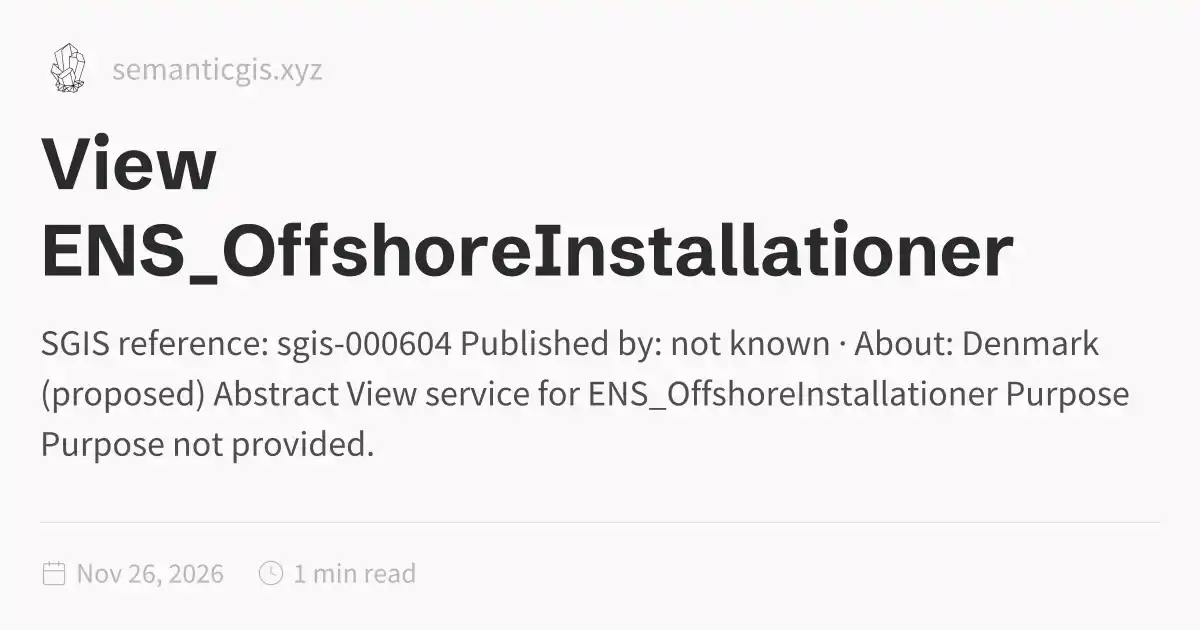 semanticgis.xyz
View
ENS_OffshoreInstallationer
SGIS reference: sgis-000604 Published by: not known · About: Denmark
(proposed) Abstract View service for ENS_OffshoreInstallationer Purpose
Purpose not provided.
Nov 26, 2026 1 min read